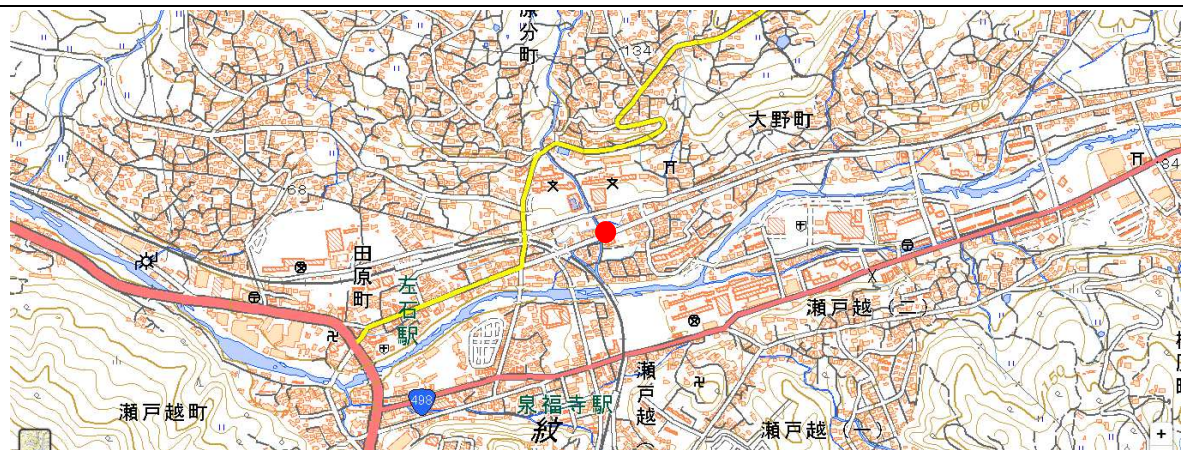 分町
134
大野町
68
田原町
左石駅
瀬戸越(二)
瀬戸越
498
泉福寺駅
瀬戸越町
紋
瀬戸越(一)
150
+